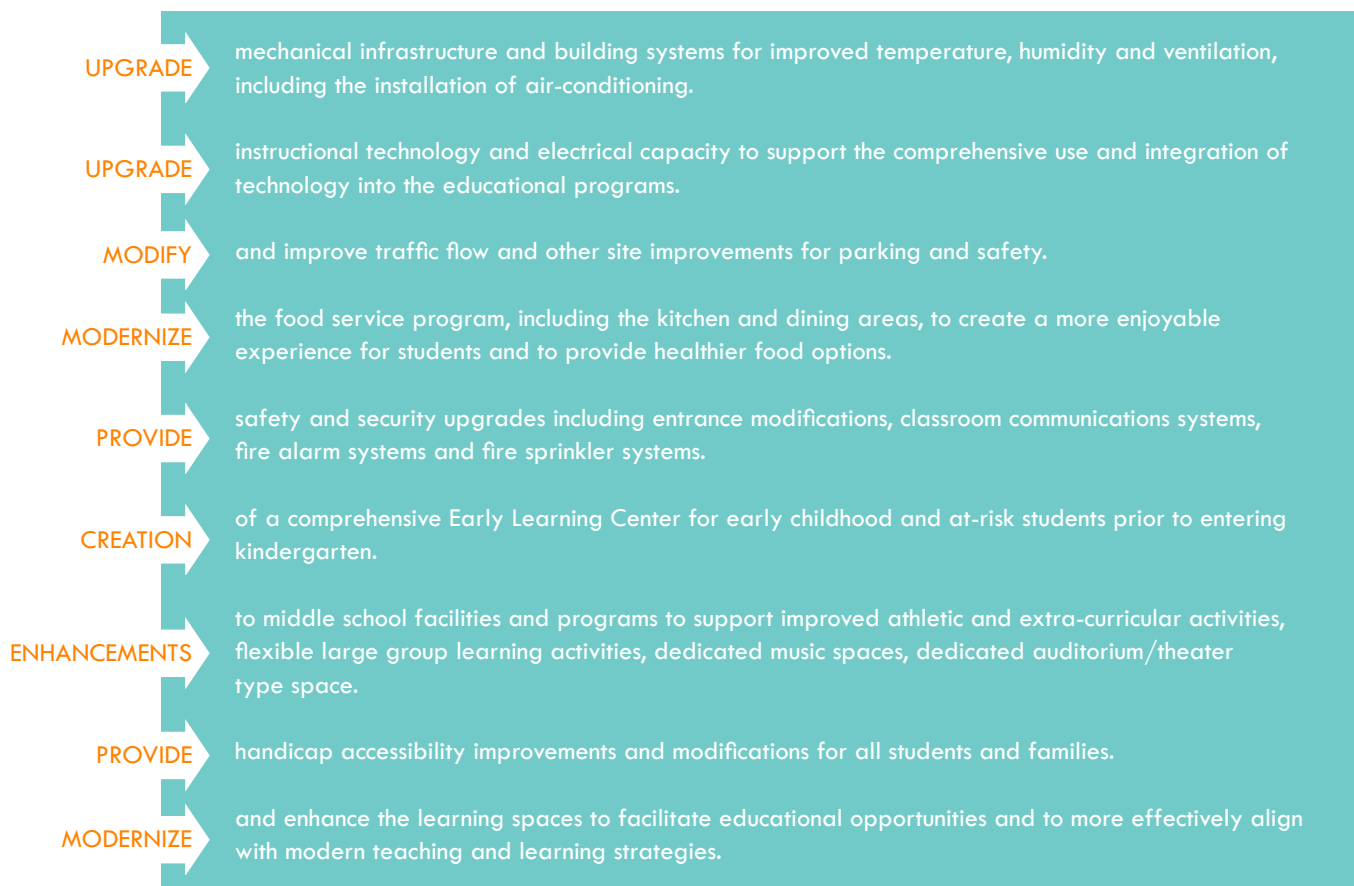 UPGRADE
mechanical infrastructure and building systems for improved temperature, humidity and ventilation,
including the installation of air-conditioning.
UPGRADE
instructional technology and electrical capacity to support the comprehensive use and integration of
technology into the educational programs.
MODIFY
and improve traffic flow and other site improvements for parking and safety.
MODERNIZE
the food service program, including the kitchen and dining areas, to create a more enjoyable
experience for students and to provide healthier food options.
PROVIDE
safety and security upgrades including entrance modifications, classroom communications systems,
fire alarm systems and fire sprinkler systems.
CREATION
of a comprehensive Early Learning Center for early childhood and at-risk students prior to entering
kindergarten.
ENHANCEMENTS
to middle school facilities and programs to support improved athletic and extra-curricular activities,
flexible large group learning activities, dedicated music spaces, dedicated auditorium/theater
type space.
PROVIDE
handicap accessibility improvements and modifications for all students and families.
MODERNIZE
and enhance the learning spaces to facilitate educational opportunities and to more effectively align
with modern teaching and learning strategies.